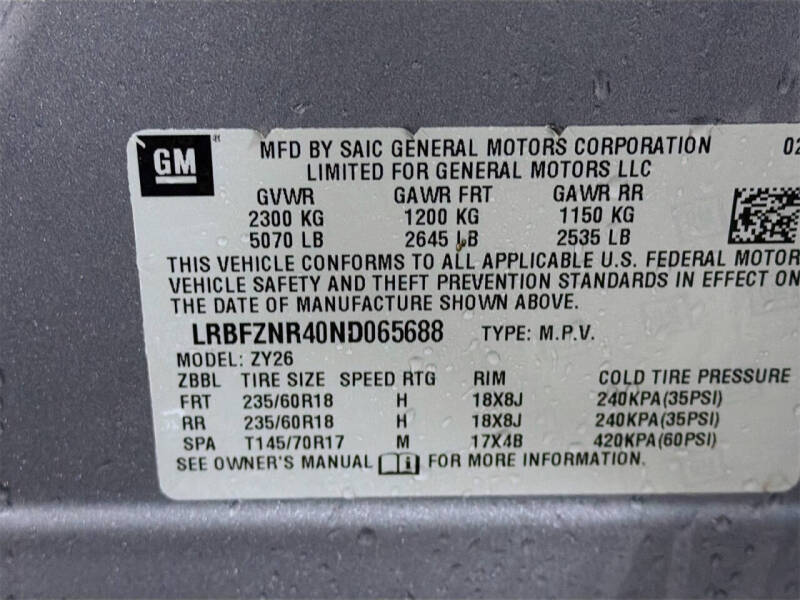 GM MFD BY SAIC GENERAL MOTORS CORPORATION 02
LIMITED FOR GENERAL MOTORS LLC
GVWR GAWR FRT GAWR RR
2300 KG 1200 KG 1150 KG
5070 LB 2645 LB 2535 LB
THIS VEHICLE CONFORMS TO ALL APPLICABLE U.S. FEDERAL MOTOR
VEHICLE SAFETY AND THEFT PREVENTION STANDARDS IN EFFECT ON
THE DATE OF MANUFACTURE SHOWN ABOVE.
LRBFZNR40ND065688 TYPE: M.P.V.
MODEL: ZY26
ZBBL TIRE SIZE SPEED RTG RIM COLD TIRE PRESSURE
FRT 235/60R18 H 18X8J 240KPA(35PSI)
RR 235/60R18 H 18X8J 240KPA(35PSI)
SPA T145/70R17 M 17X4B 420KPA(60PSI)
SEE OWNER'S MANUAL FOR MORE INFORMATION.